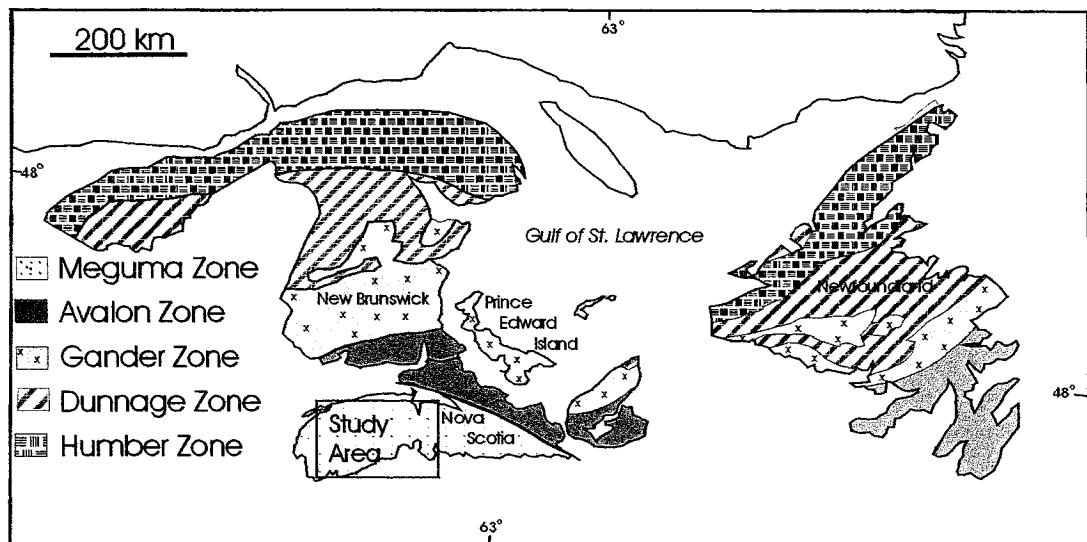 200 km
63°
48°
Gulf of St. Lawrence
Meguma Zone
Avalon Zone
Gander Zone
Dunnage Zone
Humber Zone
New Brunswick
Prince
Edward
Island
Newfoundland
Study
Area
Nova
Scotia
48°
63°